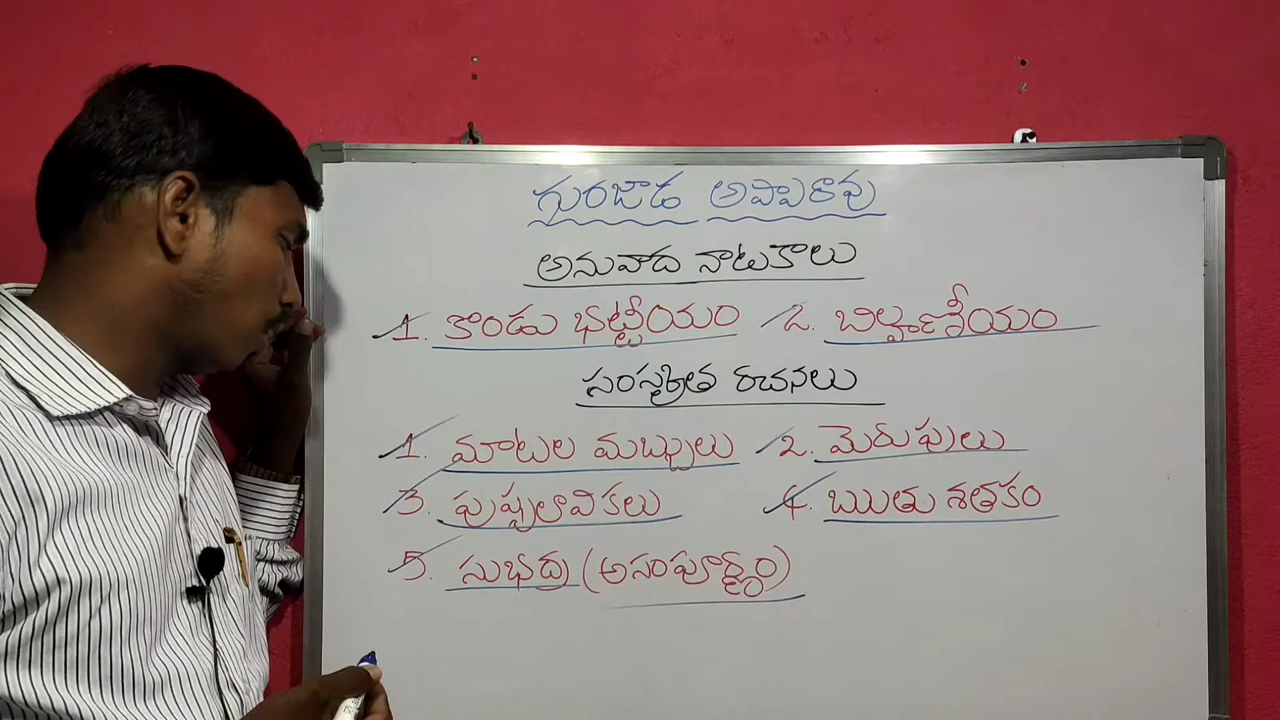 గురజాడ అప్పారావు
అనువాద నాటకాలు
1. కొండు భట్టీయం 2. బిల్హణీయం
సంస్కృత రచనలు
1. మాటల మబ్బులు 2. మెరుపులు
3. పుష్పలావికలు 4. ఋతు శతకం
5. సుభద్ర (అసంపూర్ణం)